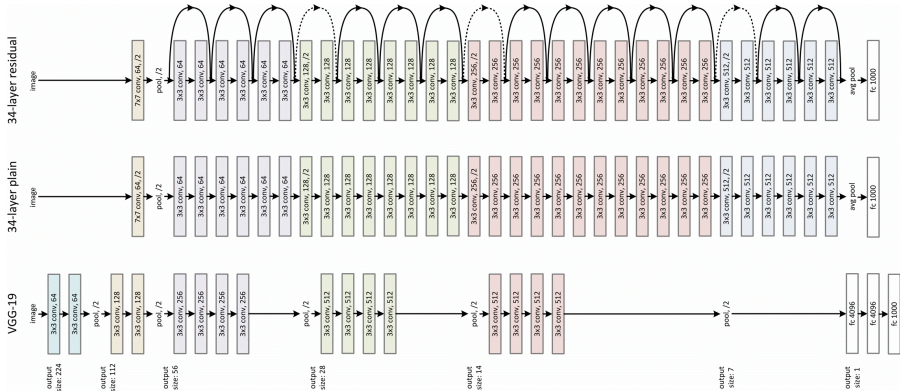 34-layer residual
image
7x7 conv, 64, /2
pool, /2
3x3 conv, 64
3x3 conv, 64
3x3 conv, 64
3x3 conv, 64
3x3 conv, 64
3x3 conv, 64
3x3 conv, 128, /2
3x3 conv, 128
3x3 conv, 128
3x3 conv, 128
3x3 conv, 128
3x3 conv, 128
3x3 conv, 128
3x3 conv, 128
3x3 conv, 256, /2
3x3 conv, 256
3x3 conv, 256
3x3 conv, 256
3x3 conv, 256
3x3 conv, 256
3x3 conv, 256
3x3 conv, 256
3x3 conv, 256
3x3 conv, 256
3x3 conv, 256
3x3 conv, 256
3x3 conv, 512, /2
3x3 conv, 512
3x3 conv, 512
3x3 conv, 512
3x3 conv, 512
3x3 conv, 512
avg pool
fc 1000
34-layer plain
image
7x7 conv, 64, /2
pool, /2
3x3 conv, 64
3x3 conv, 64
3x3 conv, 64
3x3 conv, 64
3x3 conv, 64
3x3 conv, 64
3x3 conv, 128, /2
3x3 conv, 128
3x3 conv, 128
3x3 conv, 128
3x3 conv, 128
3x3 conv, 128
3x3 conv, 128
3x3 conv, 128
3x3 conv, 256, /2
3x3 conv, 256
3x3 conv, 256
3x3 conv, 256
3x3 conv, 256
3x3 conv, 256
3x3 conv, 256
3x3 conv, 256
3x3 conv, 256
3x3 conv, 256
3x3 conv, 256
3x3 conv, 256
3x3 conv, 512, /2
3x3 conv, 512
3x3 conv, 512
3x3 conv, 512
3x3 conv, 512
3x3 conv, 512
avg pool
fc 1000
VGG-19
image
3x3 conv, 64
3x3 conv, 64
pool, /2
3x3 conv, 128
3x3 conv, 128
pool, /2
3x3 conv, 256
3x3 conv, 256
3x3 conv, 256
3x3 conv, 256
pool, /2
3x3 conv, 512
3x3 conv, 512
3x3 conv, 512
3x3 conv, 512
pool, /2
3x3 conv, 512
3x3 conv, 512
3x3 conv, 512
3x3 conv, 512
pool, /2
fc 4096
fc 4096
fc 1000
output
size: 224
output
size: 112
output
size: 56
output
size: 28
output
size: 14
output
size: 7
output
size: 1